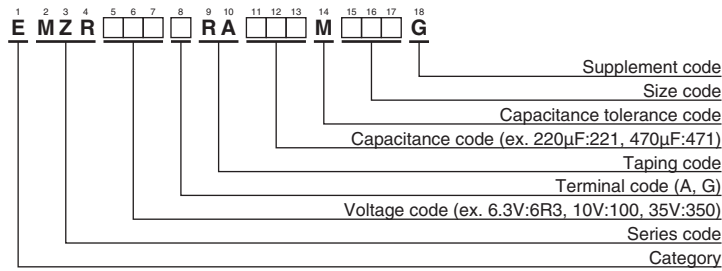 1 2 3 4 5 6 7 8 9 10 11 12 13 14 15 16 17 18
E M Z R R A M G
Supplement code
Size code
Capacitance tolerance code
Capacitance code (ex. 220µF:221, 470µF:471)
Taping code
Terminal code (A, G)
Voltage code (ex. 6.3V:6R3, 10V:100, 35V:350)
Series code
Category